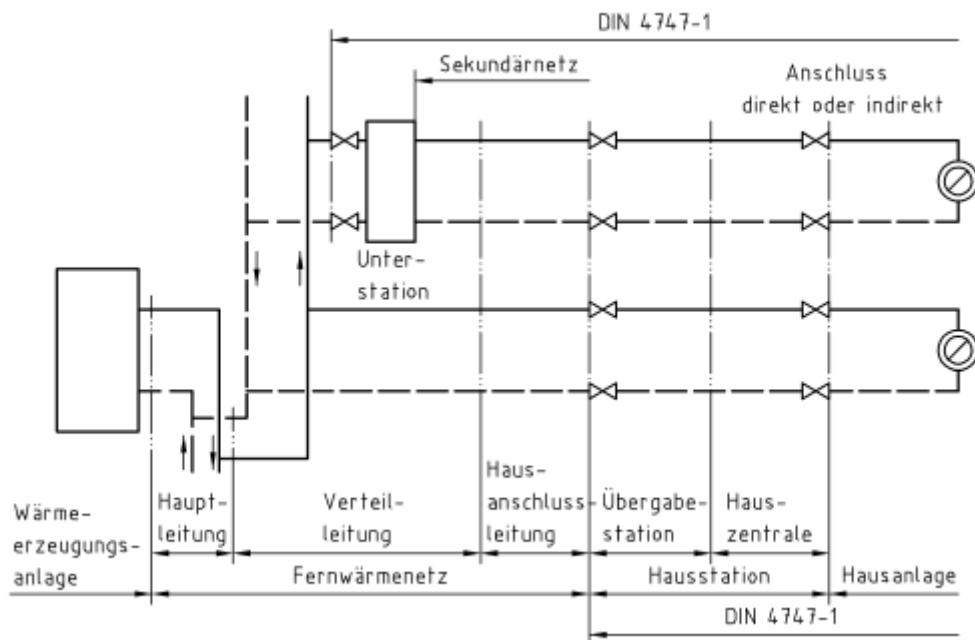 DIN 4747-1
Sekundärnetz
Anschluss
direkt oder indirekt
Unter-
station
Wärme-
erzeugungs-
anlage
Haupt-
leitung
Verteil-
leitung
Haus-
anschluss-
leitung
Übergabe-
station
Haus-
zentrale
Fernwärmenetz
Hausstation
Hausanlage
DIN 4747-1